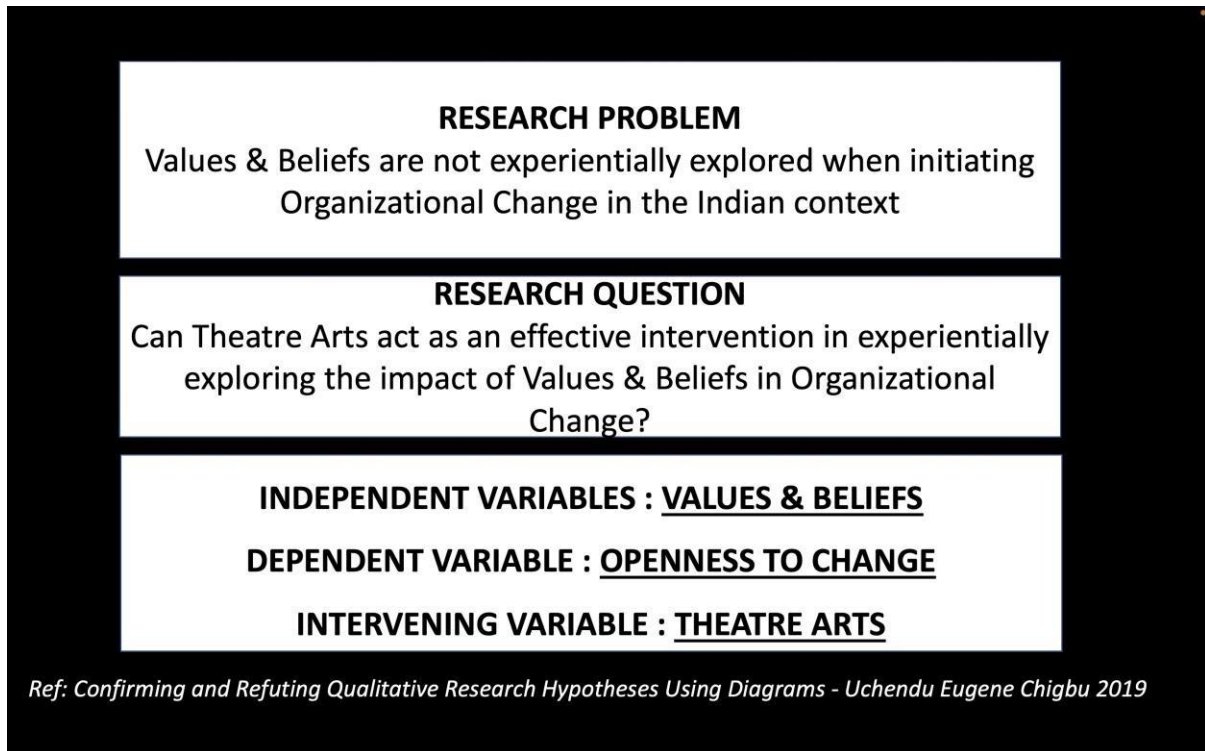 RESEARCH PROBLEM
Values & Beliefs are not experientially explored when initiating
Organizational Change in the Indian context
RESEARCH QUESTION
Can Theatre Arts act as an effective intervention in experientially
exploring the impact of Values & Beliefs in Organizational
Change?
INDEPENDENT VARIABLES : VALUES & BELIEFS
DEPENDENT VARIABLE : OPENNESS TO CHANGE
INTERVENING VARIABLE : THEATRE ARTS
Ref: Confirming and Refuting Qualitative Research Hypotheses Using Diagrams - Uchendu Eugene Chigbu 2019